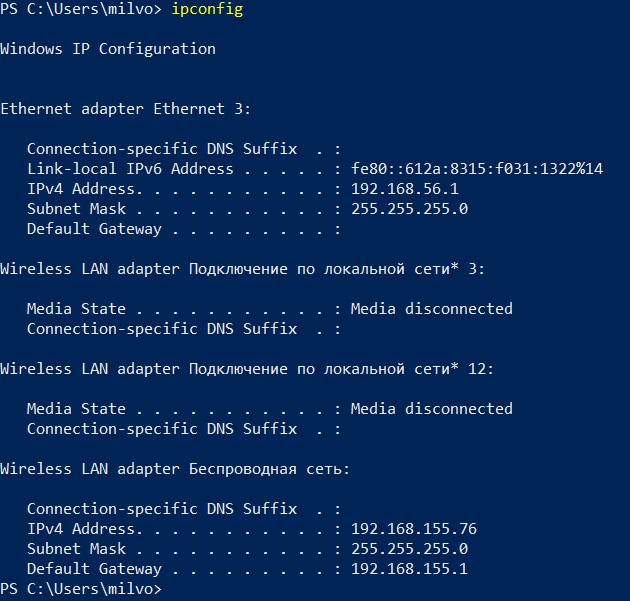 PS C:\Users\milvo> ipconfig
Windows IP Configuration
Ethernet adapter Ethernet 3:
   Connection-specific DNS Suffix  . :
   Link-local IPv6 Address . . . . . : fe80::612a:8315:f031:1322%14
   IPv4 Address. . . . . . . . . . . : 192.168.56.1
   Subnet Mask . . . . . . . . . . . : 255.255.255.0
   Default Gateway . . . . . . . . . :
Wireless LAN adapter Подключение по локальной сети* 3:
   Media State . . . . . . . . . . . : Media disconnected
   Connection-specific DNS Suffix  . :
Wireless LAN adapter Подключение по локальной сети* 12:
   Media State . . . . . . . . . . . : Media disconnected
   Connection-specific DNS Suffix  . :
Wireless LAN adapter Беспроводная сеть:
   Connection-specific DNS Suffix  . :
   IPv4 Address. . . . . . . . . . . : 192.168.155.76
   Subnet Mask . . . . . . . . . . . : 255.255.255.0
   Default Gateway . . . . . . . . . : 192.168.155.1
PS C:\Users\milvo>